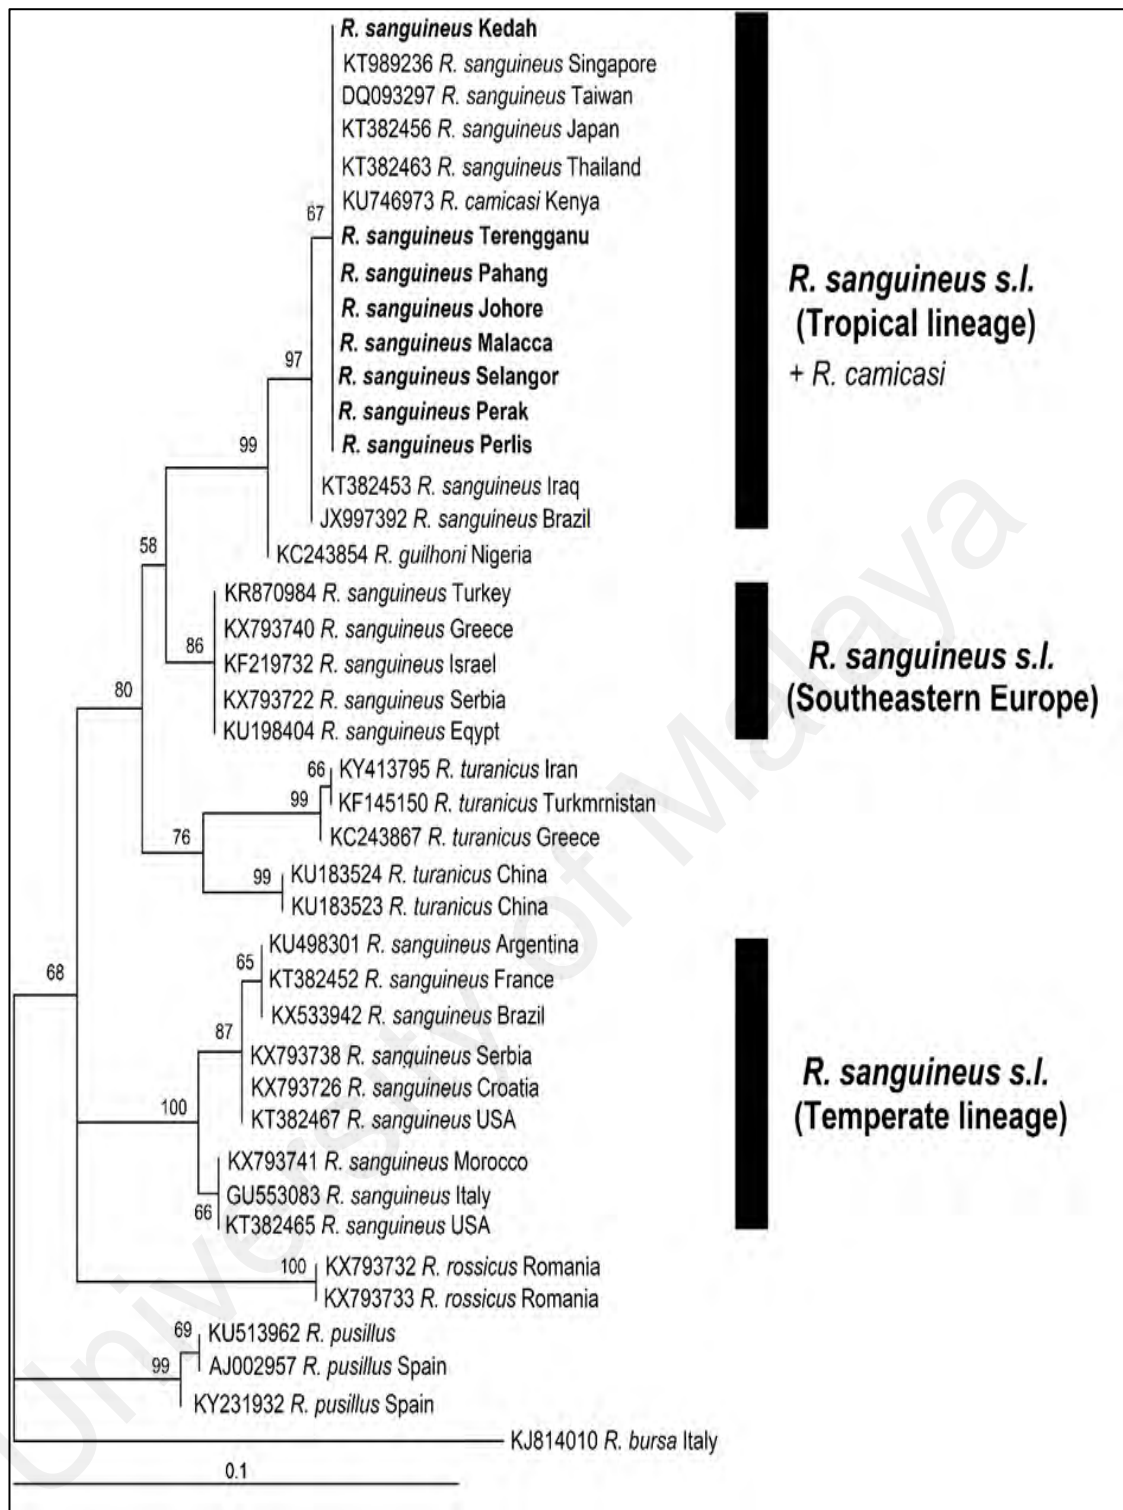 R. sanguineus Kedah
KT989236 R. sanguineus Singapore
DQ093297 R. sanguineus Taiwan
KT382456 R. sanguineus Japan
KT382463 R. sanguineus Thailand
KU746973 R. camicasi Kenya
67
R. sanguineus Terengganu
R. sanguineus Pahang
R. sanguineus Johore
R. sanguineus Malacca
97
R. sanguineus Selangor
R. sanguineus Perak
R. sanguineus Perlis
99
KT382453 R. sanguineus Iraq
JX997392 R. sanguineus Brazil
58
KC243854 R. guilhoni Nigeria
R. sanguineus s.l.
(Tropical lineage)
+ R. camicasi
KR870984 R. sanguineus Turkey
KX793740 R. sanguineus Greece
86
KF219732 R. sanguineus Israel
80
KX793722 R. sanguineus Serbia
KU198404 R. sanguineus Eqypt
R. sanguineus s.l.
(Southeastern Europe)
66
KY413795 R. turanicus Iran
99
KF145150 R. turanicus Turkmrnistan
76
KC243867 R. turanicus Greece
99
KU183524 R. turanicus China
KU183523 R. turanicus China
68
65
KU498301 R. sanguineus Argentina
KT382452 R. sanguineus France
KX533942 R. sanguineus Brazil
87
KX793738 R. sanguineus Serbia
KX793726 R. sanguineus Croatia
100
KT382467 R. sanguineus USA
KX793741 R. sanguineus Morocco
GU553083 R. sanguineus Italy
66
KT382465 R. sanguineus USA
R. sanguineus s.l.
(Temperate lineage)
100
KX793732 R. rossicus Romania
KX793733 R. rossicus Romania
69
KU513962 R. pusillus
99
AJ002957 R. pusillus Spain
KY231932 R. pusillus Spain
KJ814010 R. bursa Italy
0.1
University of Malaya